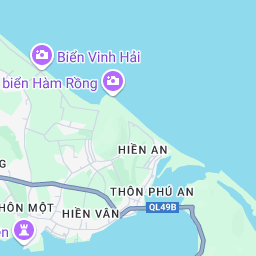 Biển Vinh Hải
biển Hàm Rồng
HIỀN AN
THÔN PHÚ AN
QL49B
HÔN MỘT
HIỀN VÂN